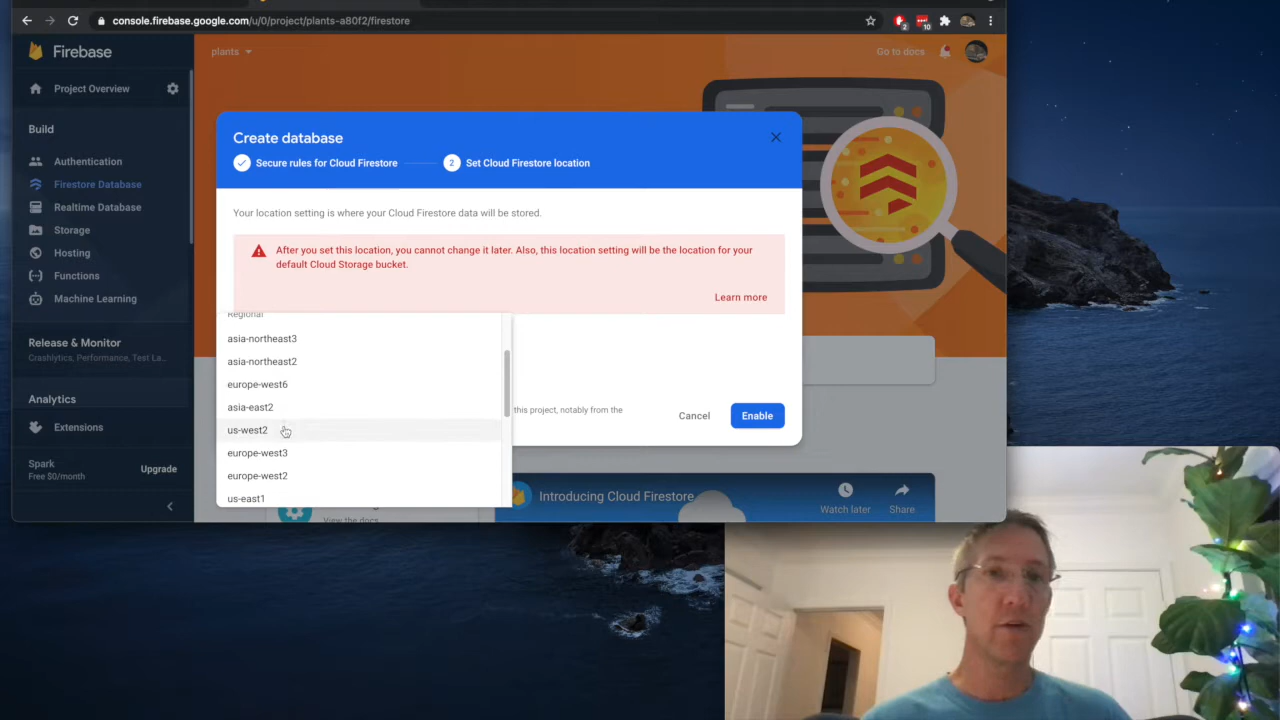 console.firebase.google.com/u/0/project/plants-a80f2/firestore
2
10
Firebase
plants
Go to docs
Project Overview
Build
Authentication
Firestore Database
Realtime Database
Storage
Hosting
Functions
Machine Learning
Release & Monitor
Crashlytics, Performance, Test La...
Analytics
Extensions
Spark
Free $0/month
Upgrade
Create database
Secure rules for Cloud Firestore
2
Set Cloud Firestore location
Your location setting is where your Cloud Firestore data will be stored.
After you set this location, you cannot change it later. Also, this location setting will be the location for your
default Cloud Storage bucket.
Learn more
Regional
asia-northeast3
asia-northeast2
europe-west6
asia-east2
us-west2
europe-west3
europe-west2
us-east1
this project, notably from the
Cancel
Enable
View the docs
Introducing Cloud Firestore
Watch later
Share